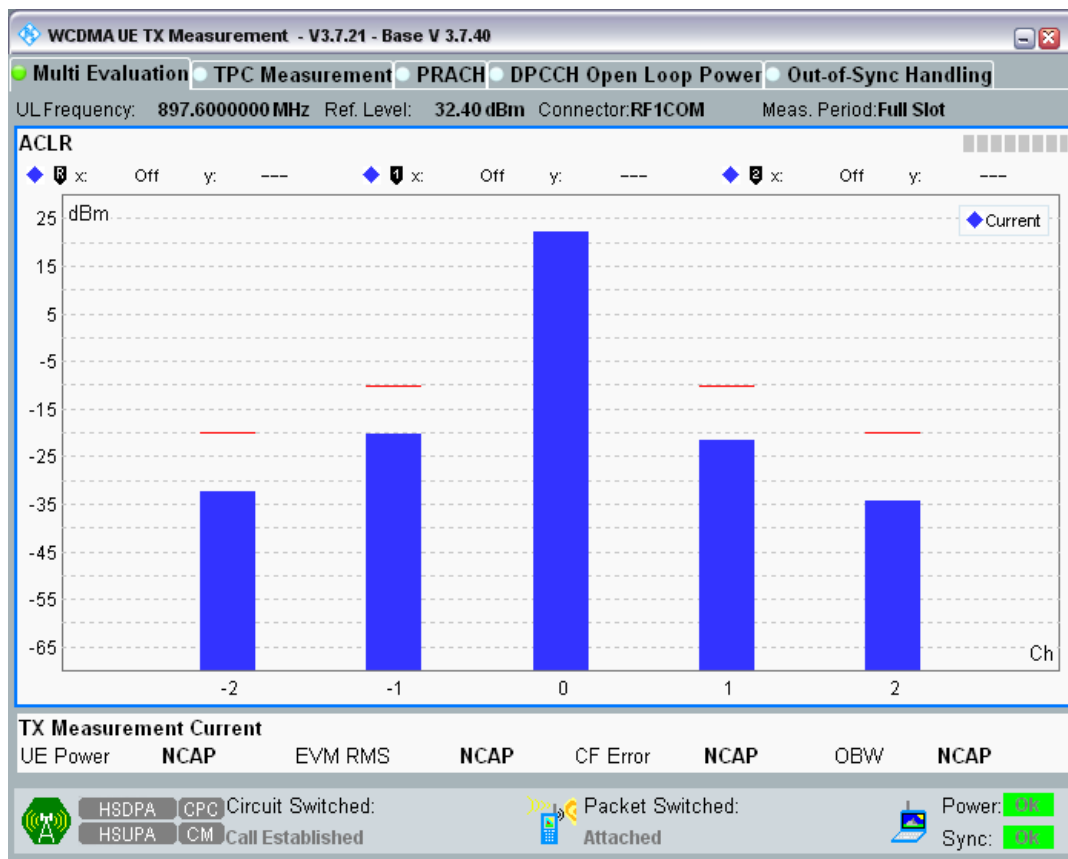 WCDMA UE TX Measurement - V3.7.21 - Base V 3.7.40
Multi Evaluation TPC Measurement PRACH DPCCH Open Loop Power Out-of-Sync Handling
UL Frequency: 897.6000000 MHz Ref. Level: 32.40 dBm Connector:RF1COM Meas. Period:Full Slot
ACLR
R x: Off y: --- 1 x: Off y: --- 2 x: Off y: ---
dBm
Current
25
15
5
-5
-15
-25
-35
-45
-55
-65
Ch
-2 -1 0 1 2
TX Measurement Current
UE Power NCAP EVM RMS NCAP CF Error NCAP OBW NCAP
HSDPA CPC Circuit Switched: Packet Switched: Power: Ok
HSUPA CM Call Established Attached Sync: Ok